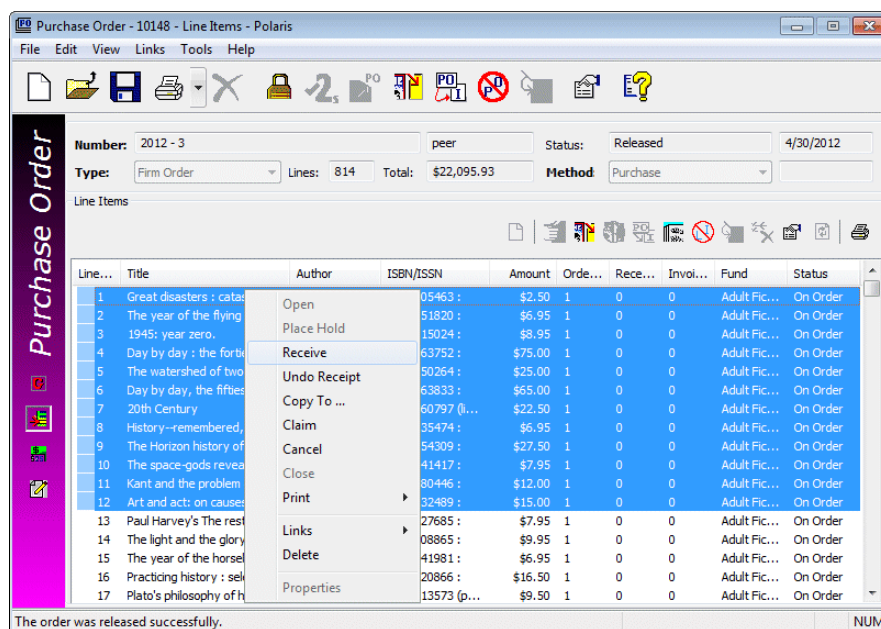 Purchase Order - 10148 - Line Items - Polaris
File Edit View Links Tools Help
Purchase Order
Number: 2012 - 3 peer Status: Released 4/30/2012
Type: Firm Order Lines: 814 Total: $22,095.93 Method Purchase
Line Items
Line... Title Author ISBN/ISSN Amount Orde... Rece... Invoi... Fund Status
1 Great disasters : catas 05463 : $2.50 1 0 0 Adult Fic... On Order
2 The year of the flying 51820 : $6.95 1 0 0 Adult Fic... On Order
3 1945: year zero. 15024 : $8.95 1 0 0 Adult Fic... On Order
4 Day by day : the fortie 63752 : $75.00 1 0 0 Adult Fic... On Order
5 The watershed of two 50264 : $25.00 1 0 0 Adult Fic... On Order
6 Day by day, the fifties 63833 : $65.00 1 0 0 Adult Fic... On Order
7 20th Century 60797 (li... $22.50 1 0 0 Adult Fic... On Order
8 History--remembered, 35474 : $6.95 1 0 0 Adult Fic... On Order
9 The Horizon history of 54309 : $27.50 1 0 0 Adult Fic... On Order
10 The space-gods revea 41417 : $7.95 1 0 0 Adult Fic... On Order
11 Kant and the problem 80446 : $12.00 1 0 0 Adult Fic... On Order
12 Art and act: on causes 32489 : $15.00 1 0 0 Adult Fic... On Order
13 Paul Harvey's The rest 27685 : $7.95 1 0 0 Adult Fic... On Order
14 The light and the glory 08865 : $9.95 1 0 0 Adult Fic... On Order
15 The year of the horsel 41981 : $6.95 1 0 0 Adult Fic... On Order
16 Practicing history : sele 20866 : $16.50 1 0 0 Adult Fic... On Order
17 Plato's philosophy of h 13573 (p... $9.50 1 0 0 Adult Fic... On Order
Open
Place Hold
Receive
Undo Receipt
Copy To ...
Claim
Cancel
Close
Print
Links
Delete
Properties
The order was released successfully. NUM